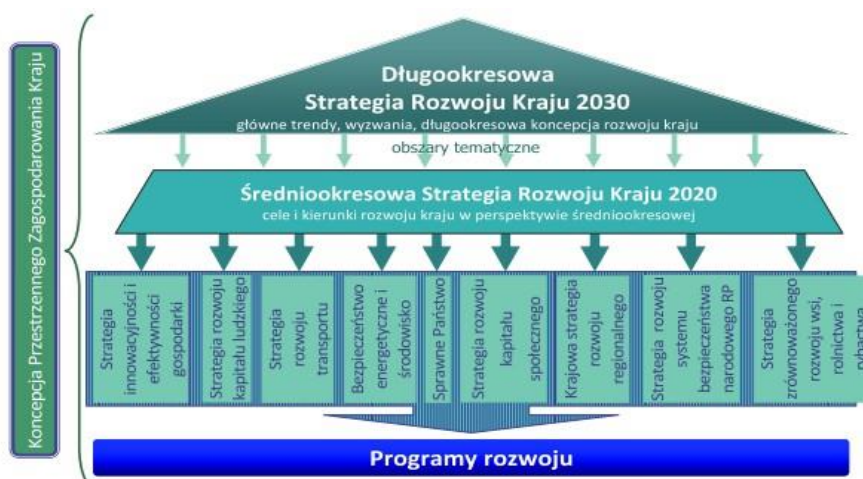 Koncepcja Przestrzennego Zagospodarowania Kraju
Długookresowa
Strategia Rozwoju Kraju 2030
główne trendy, wyzwania, długookresowa koncepcja rozwoju kraju
obszary tematyczne
Średniookresowa Strategia Rozwoju Kraju 2020
cele i kierunki rozwoju kraju w perspektywie średniookresowej
Strategia
innowacyjności i
efektywności
gospodarki
Strategia rozwoju
kapitału ludzkiego
Strategia
rozwoju
transportu
Bezpieczeństwo
energetyczne i
środowisko
Sprawne Państwo
Strategia rozwoju
kapitału
społecznego
Krajowa strategia
rozwoju
regionalnego
Strategia rozwoju
systemu
bezpieczeństwa
narodowego RP
Strategia
zrównoważonego
rozwoju wsi,
rolnictwa i
rybactwa
Programy rozwoju